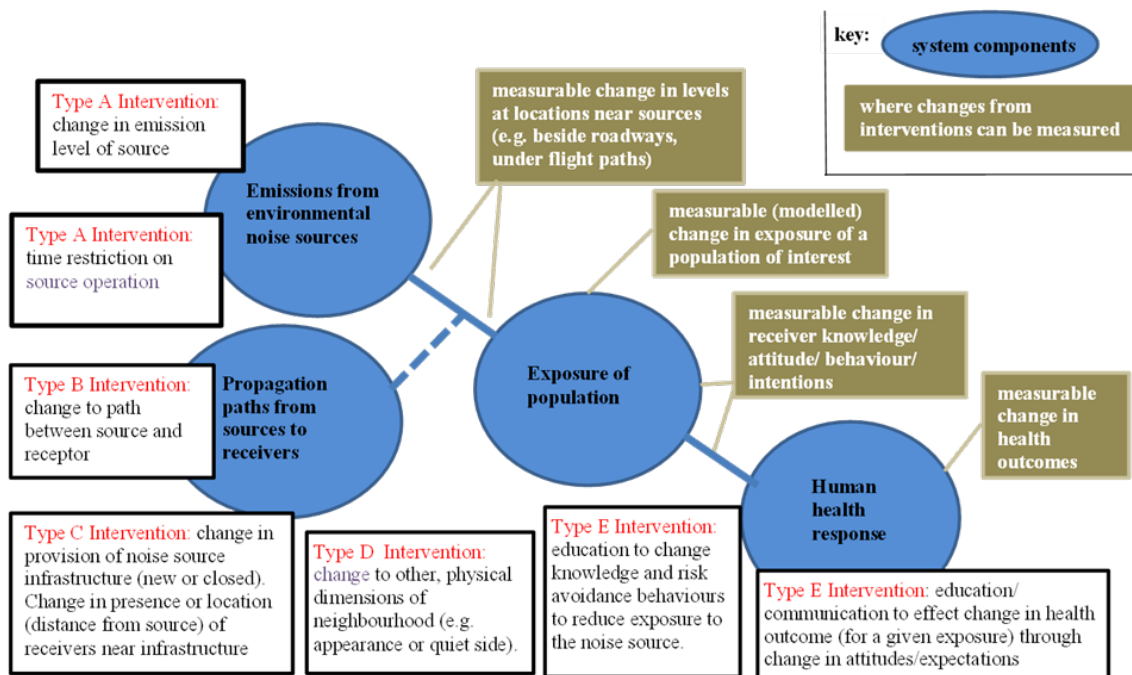 key:
system components
where changes from
interventions can be measured
Type A Intervention:
change in emission
level of source
Emissions from
environmental
noise sources
measurable change in levels
at locations near sources
(e.g. beside roadways,
under flight paths)
Type A Intervention:
time restriction on
source operation
measurable (modelled)
change in exposure of a
population of interest
Type B Intervention:
change to path
between source and
receptor
Propagation
paths from
sources to
receivers
Exposure of
population
measurable change in
receiver knowledge/
attitude/ behaviour/
intentions
measurable
change in
health
outcomes
Human
health
response
Type C Intervention: change in
provision of noise source
infrastructure (new or closed).
Change in presence or location
(distance from source) of
receivers near infrastructure
Type D Intervention:
change to other, physical
dimensions of
neighbourhood (e.g.
appearance or quiet side).
Type E Intervention:
education to change
knowledge and risk
avoidance behaviours
to reduce exposure to
the noise source.
Type E Intervention: education/
communication to effect change in health
outcome (for a given exposure) through
change in attitudes/expectations